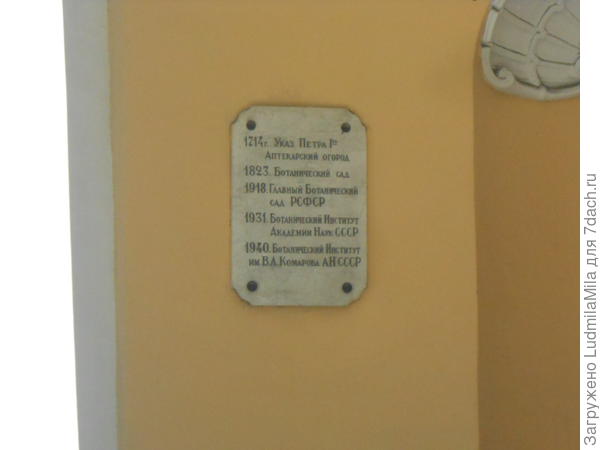 1714г. Указ Петра Iго
Аптекарский огород
1823. Ботанический сад
1918. Главный Ботанический
сад РСФСР
1931. Ботанический Институт
Академии Наук СССР
1940. Ботанический Институт
им. В.А. Комарова АН СССР
Загружено LudmilaMila для 7dach.ru